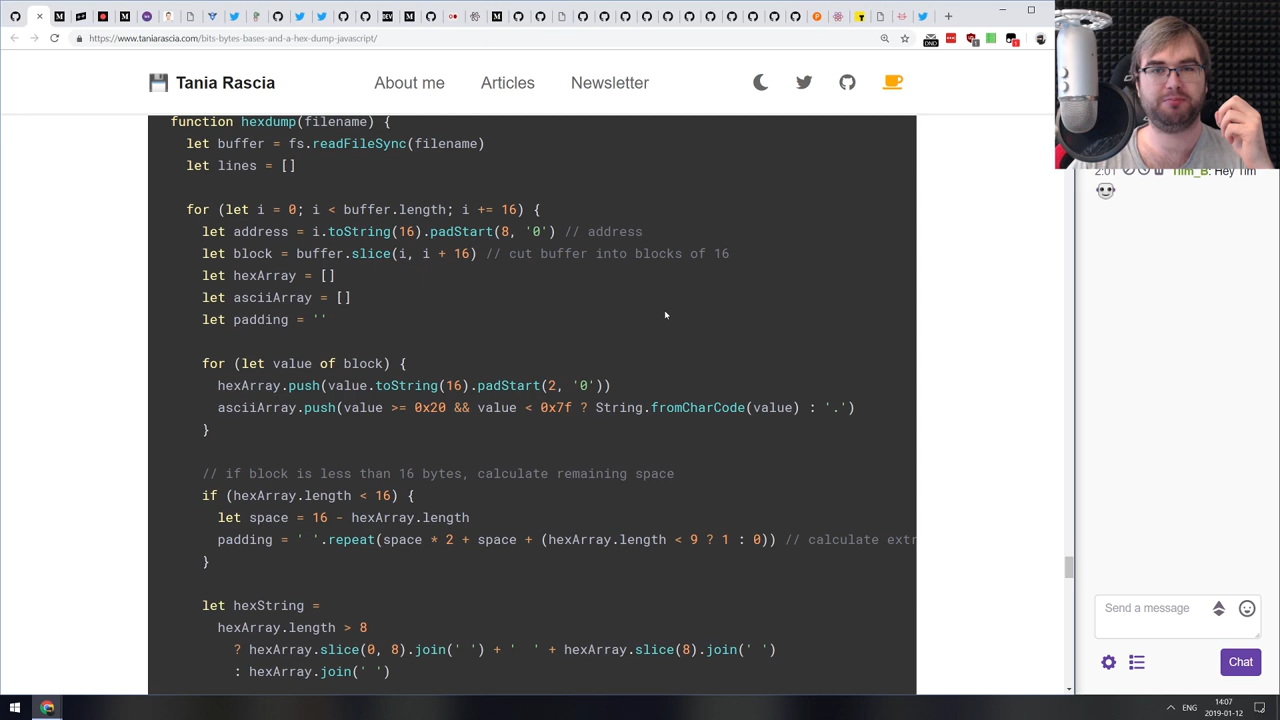 https://www.taniarascia.com/bits-bytes-bases-and-a-hex-dump-javascript/
Tania Rascia
About me
Articles
Newsletter
function hexdump(filename) {
let buffer = fs.readFileSync(filename)
let lines = []
for (let i = 0; i < buffer.length; i += 16) {
let address = i.toString(16).padStart(8, '0') // address
let block = buffer.slice(i, i + 16) // cut buffer into blocks of 16
let hexArray = []
let asciiArray = []
let padding = ''
for (let value of block) {
hexArray.push(value.toString(16).padStart(2, '0'))
asciiArray.push(value >= 0x20 && value < 0x7f ? String.fromCharCode(value) : '.')
}
// if block is less than 16 bytes, calculate remaining space
if (hexArray.length < 16) {
let space = 16 - hexArray.length
padding = ' '.repeat(space * 2 + space + (hexArray.length < 9 ? 1 : 0)) // calculate extr
}
let hexString =
hexArray.length > 8
? hexArray.slice(0, 8).join(' ') + '  ' + hexArray.slice(8).join(' ')
: hexArray.join(' ')
2:01
: Hey Tim
Send a message
Chat
ENG
14:07
2019-01-12